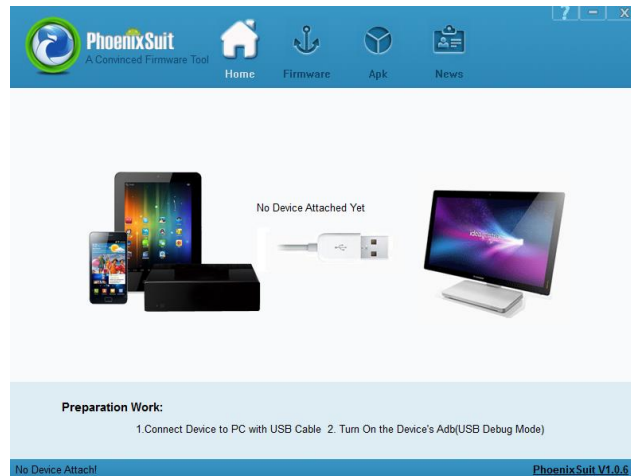 ? - x
PhoenixSuit
A Convinced Firmware Tool
Home Firmware Apk News
No Device Attached Yet
Preparation Work:
1.Connect Device to PC with USB Cable 2. Turn On the Device's Adb(USB Debug Mode)
No Device Attach! PhoenixSuit V1.0.6